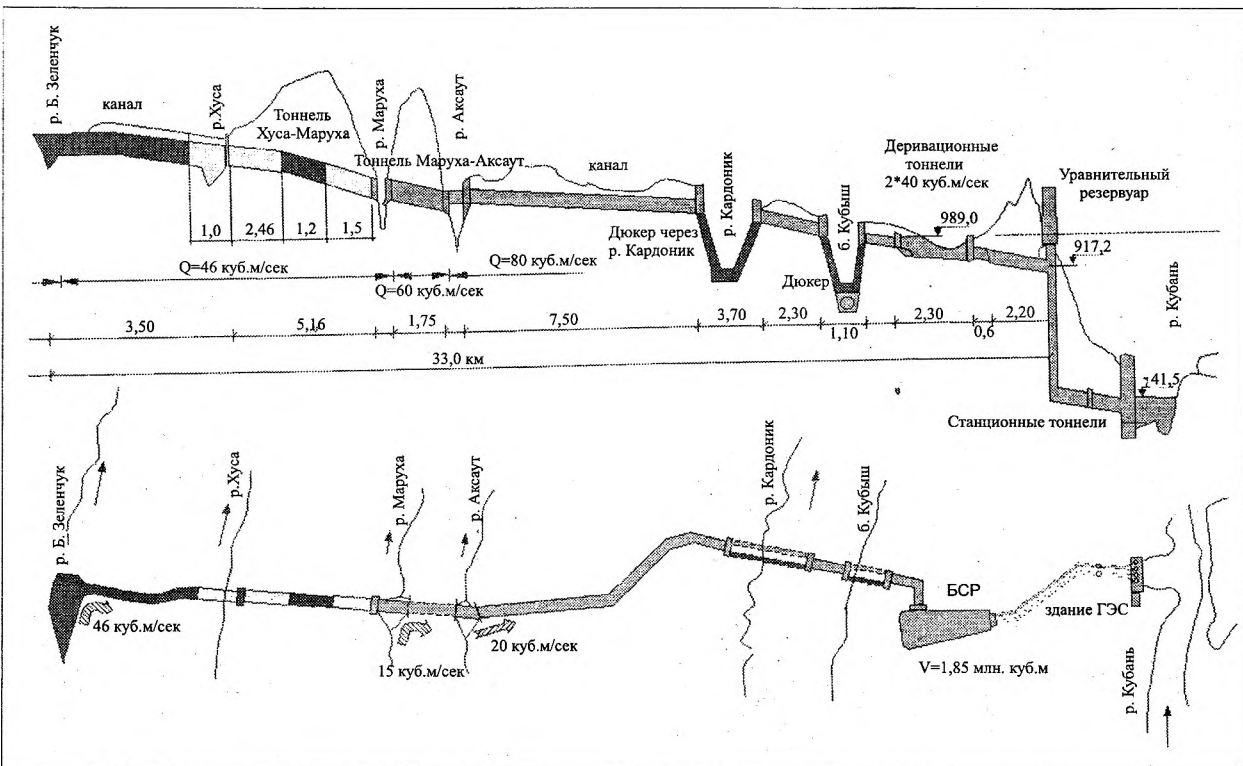 р. Б. Зеленчук
канал
р.Хуса
Тоннель
Хуса-Маруха
р. Маруха
р. Аксаут
Тоннель Маруха-Аксаут
канал
р. Кардоник
б. Кубыш
Деривационные
тоннели
2*40 куб.м/сек
Уравнительный
резервуар
989,0
917,2
р. Кубань
1,0
2,46
1,2
1,5
Дюкер через
р. Кардоник
Дюкер
Q=46 куб.м/сек
Q=60 куб.м/сек
Q=80 куб.м/сек
3,50
5,16
1,75
7,50
3,70
2,30
1,10
2,30
0,6
2,20
33,0 км
Станционные тоннели
р. Б. Зеленчук
р.Хуса
р. Маруха
р. Аксаут
р. Кардоник
б. Кубыш
46 куб.м/сек
15 куб.м/сек
20 куб.м/сек
БСР
V=1,85 млн. куб.м
здание ГЭС
р. Кубань